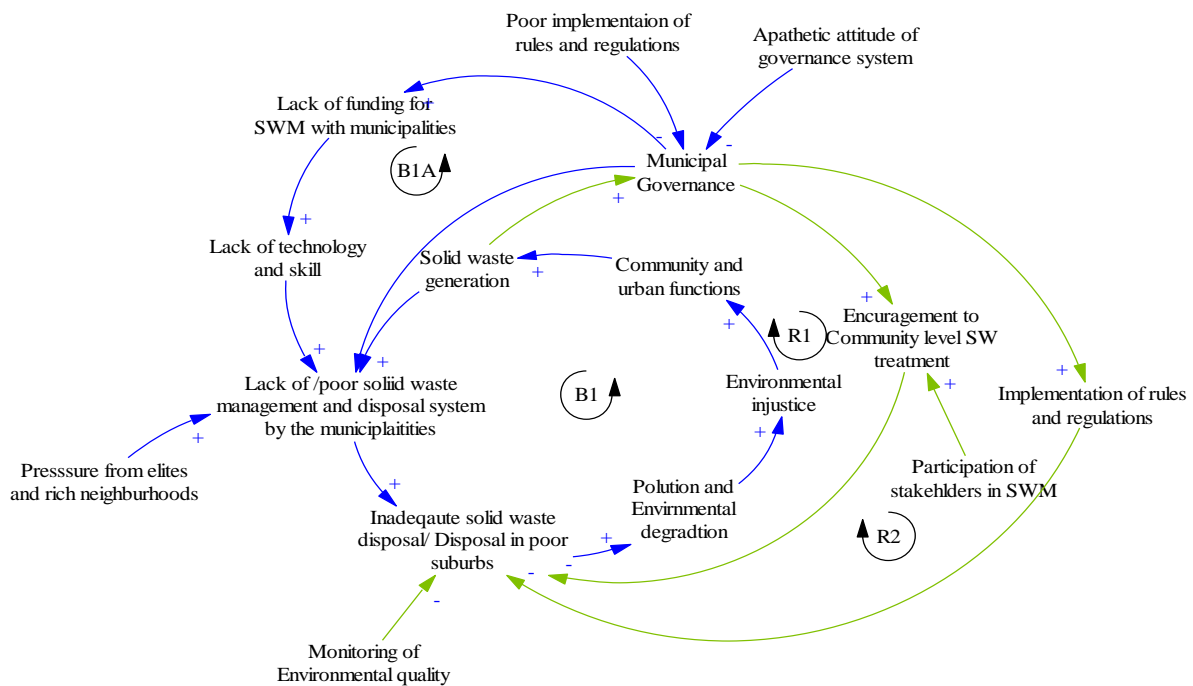 Poor implementaion of
rules and regulations
Apathetic attitude of
governance system
Lack of funding for
SWM with municipalities
+
-
-
B1A
Municipal
Governance
+
+
Lack of technology
and skill
Solid waste
generation
+
Community and
urban functions
+
Encuragement to
Community level SW
treatment
+
R1
+
+
B1
Lack of /poor soliid waste
management and disposal system
by the municiplaitities
Environmental
injustice
+
+
Implementation of rules
and regulations
+
+
Presssure from elites
and rich neighburhoods
Participation of
stakehlders in SWM
+
Polution and
Envirnmental
degradtion
Inadeqaute solid waste
disposal/ Disposal in poor
suburbs
+
-
-
R2
-
Monitoring of
Environmental quality